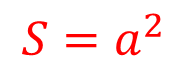 S = a²